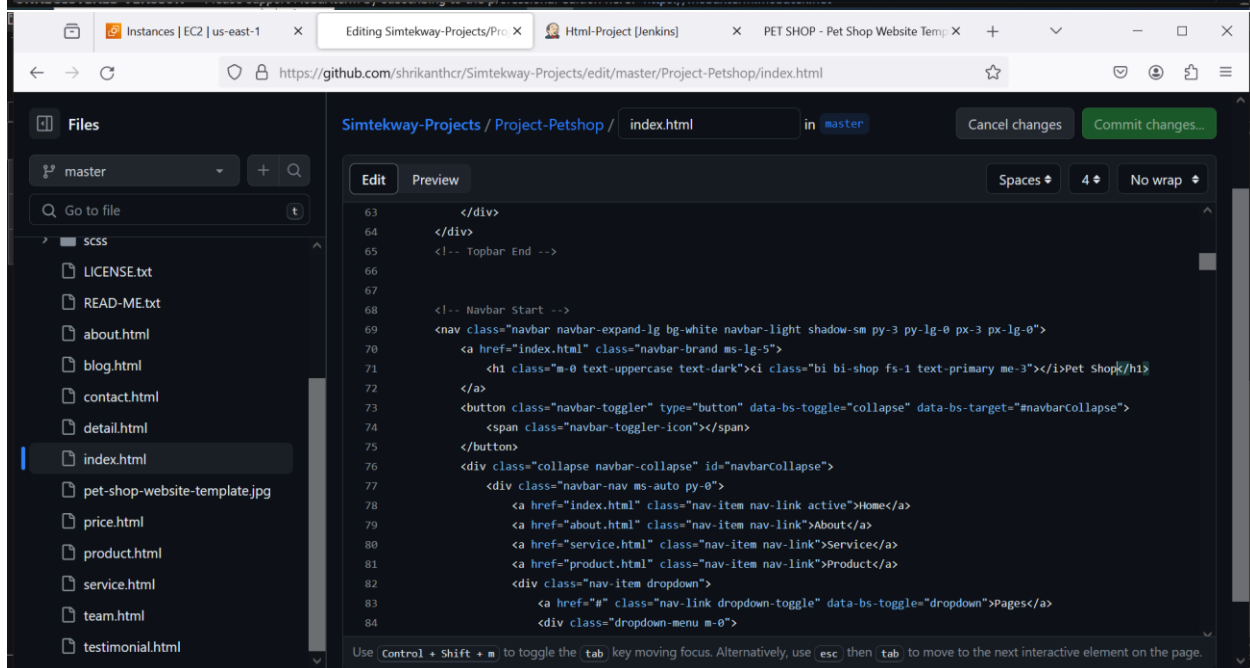 Instances | EC2 | us-east-1
Editing Simtekway-Projects/Pro
Html-Project [Jenkins]
PET SHOP - Pet Shop Website Temp
https://github.com/shrikanthcr/Simtekway-Projects/edit/master/Project-Petshop/index.html
Files
Simtekway-Projects / Project-Petshop / index.html in master
Cancel changes
Commit changes...
master
Go to file
t
Edit
Preview
Spaces
4
No wrap
scss
LICENSE.txt
READ-ME.txt
about.html
blog.html
contact.html
detail.html
index.html
pet-shop-website-template.jpg
price.html
product.html
service.html
team.html
testimonial.html
63 </div>
64 </div>
65 <!-- Topbar End -->
66
67
68 <!-- Navbar Start -->
69 <nav class="navbar navbar-expand-lg bg-white navbar-light shadow-sm py-3 py-lg-0 px-3 px-lg-0">
70 <a href="index.html" class="navbar-brand ms-lg-5">
71 <h1 class="m-0 text-uppercase text-dark"><i class="bi bi-shop fs-1 text-primary me-3"></i>Pet Shop</h1>
72 </a>
73 <button class="navbar-toggler" type="button" data-bs-toggle="collapse" data-bs-target="#navbarCollapse">
74 <span class="navbar-toggler-icon"></span>
75 </button>
76 <div class="collapse navbar-collapse" id="navbarCollapse">
77 <div class="navbar-nav ms-auto py-0">
78 <a href="index.html" class="nav-item nav-link active">Home</a>
79 <a href="about.html" class="nav-item nav-link">About</a>
80 <a href="service.html" class="nav-item nav-link">Service</a>
81 <a href="product.html" class="nav-item nav-link">Product</a>
82 <div class="nav-item dropdown">
83 <a href="#" class="nav-link dropdown-toggle" data-bs-toggle="dropdown">Pages</a>
84 <div class="dropdown-menu m-0">
Use Control + Shift + m to toggle the tab key moving focus. Alternatively, use esc then tab to move to the next interactive element on the page.